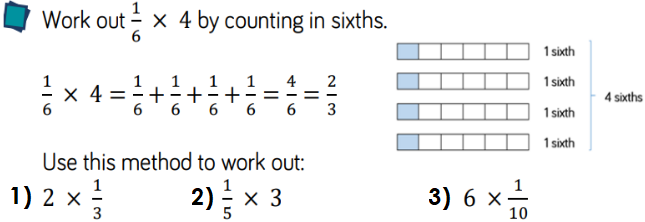 Work out 1/6 × 4 by counting in sixths.
1/6 × 4 = 1/6 + 1/6 + 1/6 + 1/6 = 4/6 = 2/3
1 sixth
1 sixth
1 sixth
1 sixth
4 sixths
Use this method to work out:
1) 2 × 1/3 2) 1/5 × 3 3) 6 × 1/10